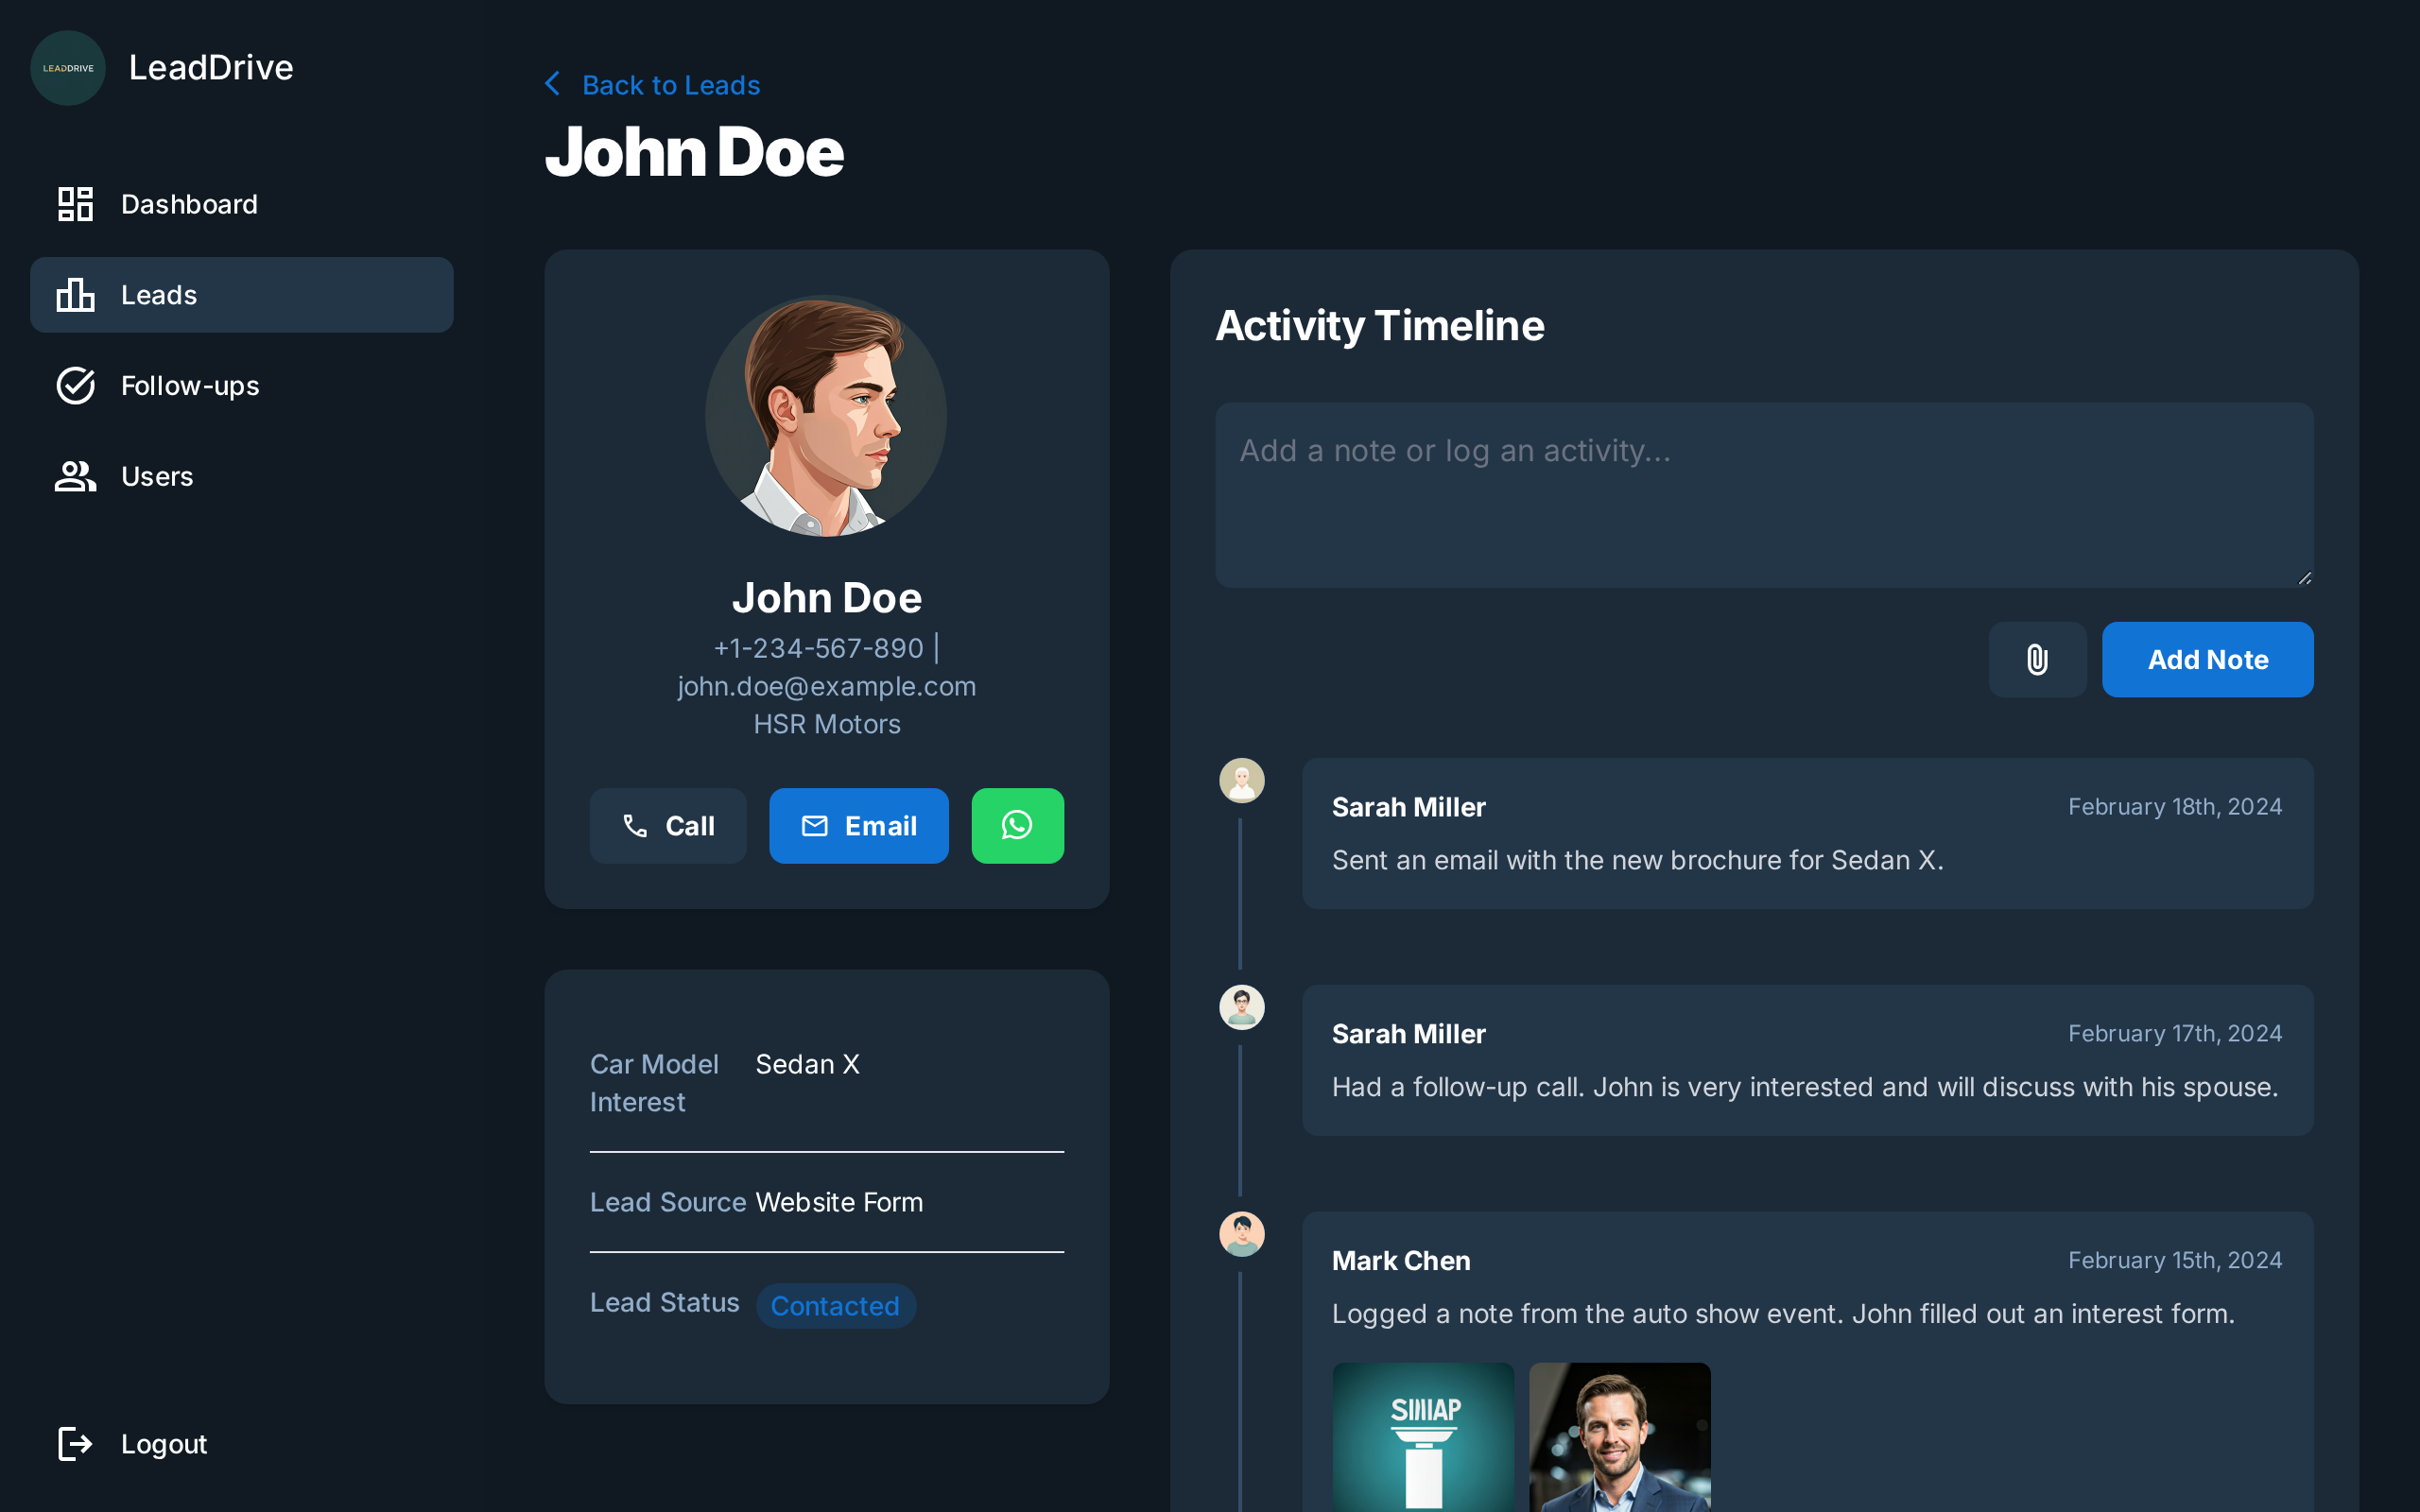 LEADDRIVE
LeadDrive
Dashboard
Leads
Follow-ups
Users
Logout
Back to Leads
John Doe
John Doe
+1-234-567-890 |
john.doe@example.com
HSR Motors
Call
Email
Car Model
Interest
Sedan X
Lead Source
Website Form
Lead Status
Contacted
Activity Timeline
Add a note or log an activity...
Add Note
Sarah Miller
February 18th, 2024
Sent an email with the new brochure for Sedan X.
Sarah Miller
February 17th, 2024
Had a follow-up call. John is very interested and will discuss with his spouse.
Mark Chen
February 15th, 2024
Logged a note from the auto show event. John filled out an interest form.